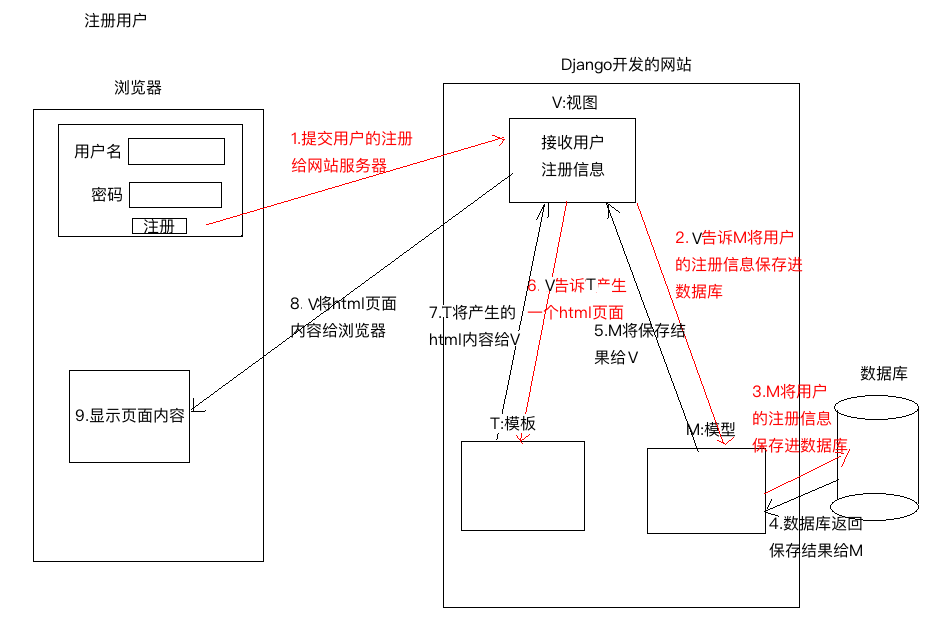 注册用户
浏览器
Django开发的网站
V:视图
用户名
密码
注册
1.提交用户的注册
给网站服务器
接收用户
注册信息
2. V告诉M将用户
的注册信息保存进
数据库
6. V告诉T产生
一个html页面
8. V将html页面
内容给浏览器
7.T将产生的
html内容给V
5.M将保存结
果给V
数据库
3.M将用户
的注册信息
保存进数据库
9.显示页面内容
T:模板
M:模型
4.数据库返回
保存结果给M